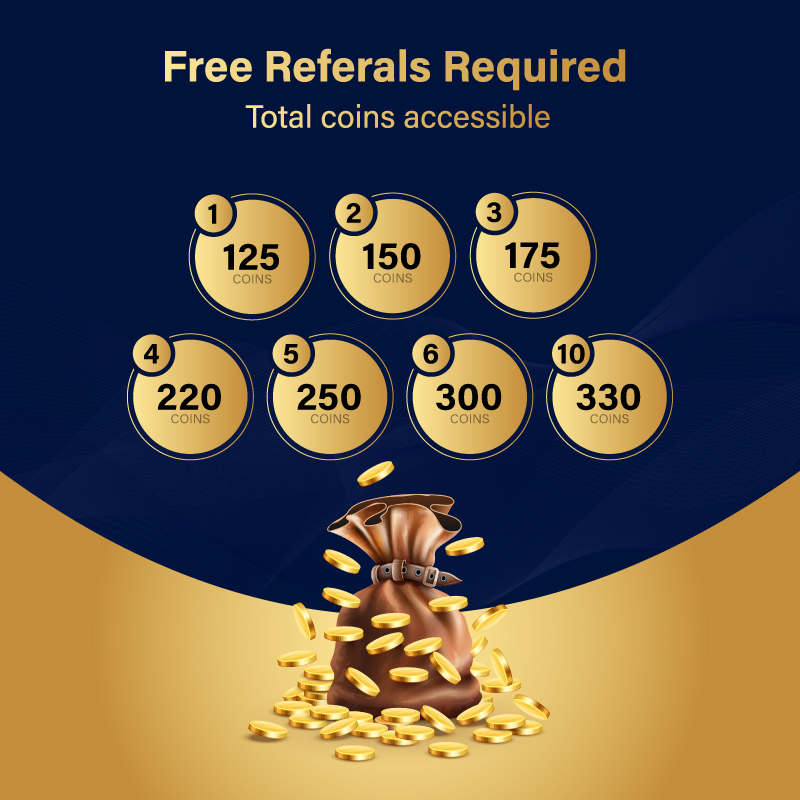 Free Referals Required
Total coins accessible
1
125
COINS
2
150
COINS
3
175
COINS
4
220
COINS
5
250
COINS
6
300
COINS
10
330
COINS